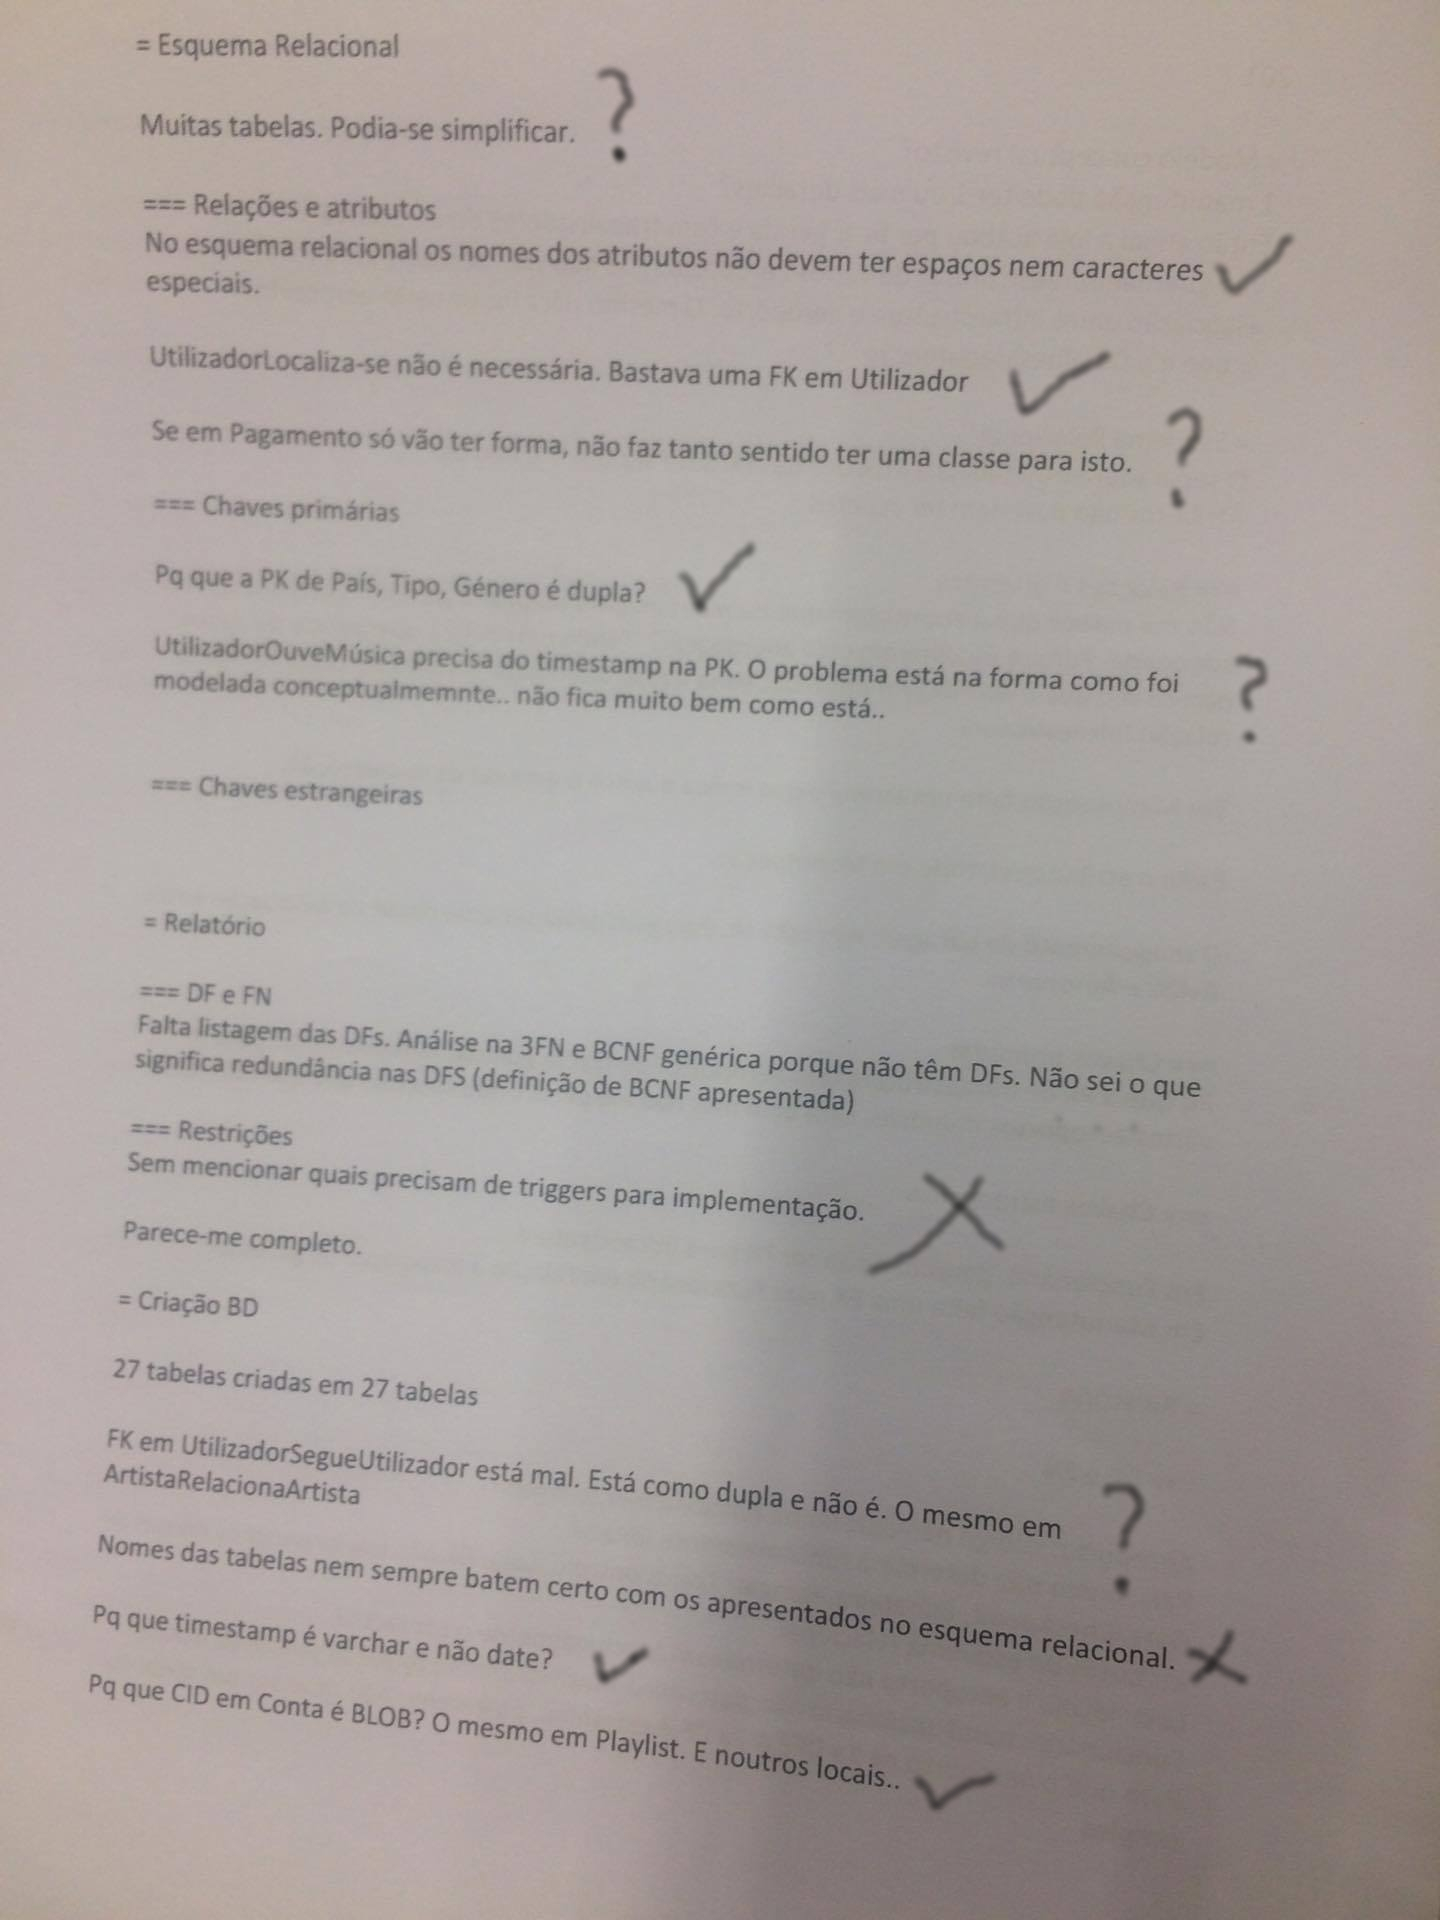 = Esquema Relacional
Muitas tabelas. Podia-se simplificar. ?
=== Relações e atributos
No esquema relacional os nomes dos atributos não devem ter espaços nem caracteres ✓
especiais.
UtilizadorLocaliza-se não é necessária. Bastava uma FK em Utilizador ✓
Se em Pagamento só vão ter forma, não faz tanto sentido ter uma classe para isto. ?
=== Chaves primárias
Pq que a PK de País, Tipo, Género é dupla? ✓
UtilizadorOuveMúsica precisa do timestamp na PK. O problema está na forma como foi ?
modelada conceptualmemnte.. não fica muito bem como está..
=== Chaves estrangeiras
= Relatório
=== DF e FN
Falta listagem das DFs. Análise na 3FN e BCNF genérica porque não têm DFs. Não sei o que
significa redundância nas DFS (definição de BCNF apresentada)
=== Restrições
Sem mencionar quais precisam de triggers para implementação. X
Parece-me completo.
= Criação BD
27 tabelas criadas em 27 tabelas
FK em UtilizadorSegueUtilizador está mal. Está como dupla e não é. O mesmo em ?
ArtistaRelacionaArtista
Nomes das tabelas nem sempre batem certo com os apresentados no esquema relacional. X
Pq que timestamp é varchar e não date? ✓
Pq que CID em Conta é BLOB? O mesmo em Playlist. E noutros locais.. ✓